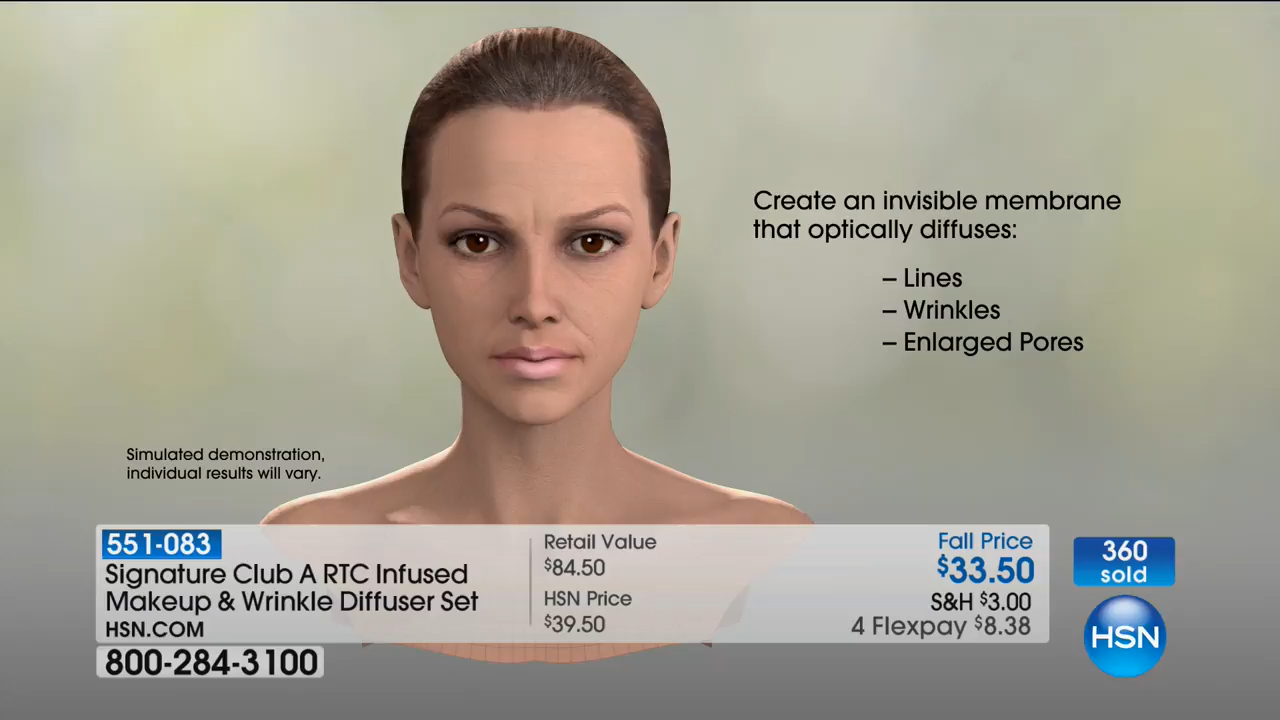 Create an invisible membrane
that optically diffuses:
– Lines
– Wrinkles
– Enlarged Pores
Simulated demonstration,
individual results will vary.
551-083
Signature Club A RTC Infused
Makeup & Wrinkle Diffuser Set
HSN.COM
800-284-3100
Retail Value
$84.50
HSN Price
$39.50
Fall Price
$33.50
S&H $3.00
4 Flexpay $8.38
360
sold
HSN